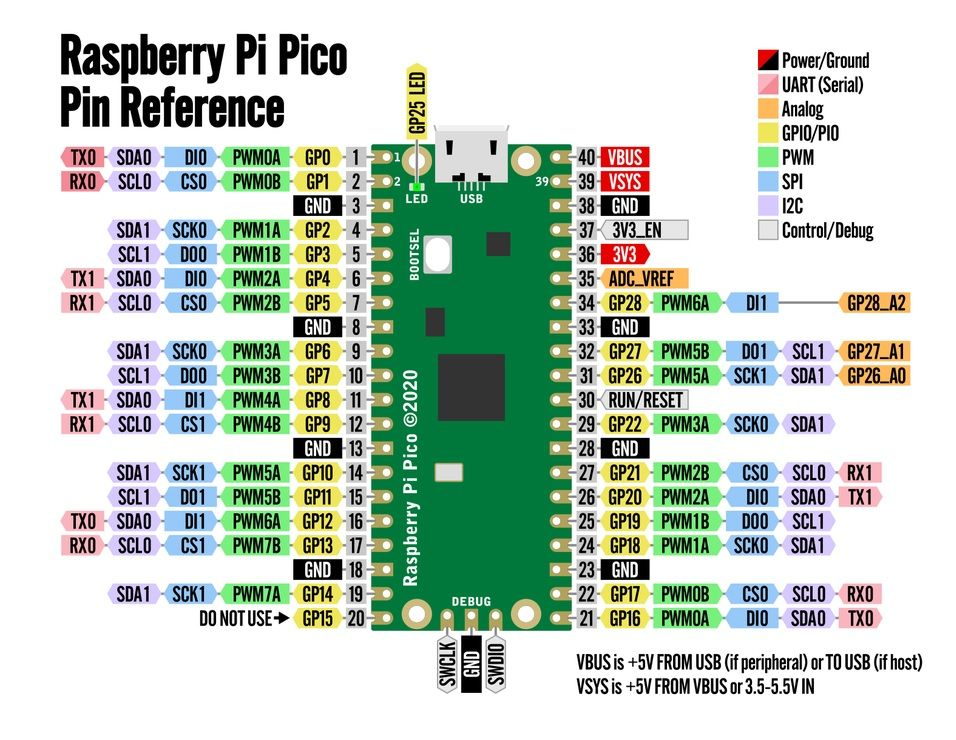 Raspberry Pi Pico
Pin Reference
GP25 LED
Power/Ground
UART (Serial)
Analog
GPIO/PIO
PWM
SPI
I2C
Control/Debug
TX0 SDA0 DI0 PWM0A GP0 1
RX0 SCL0 CS0 PWM0B GP1 2
GND 3
SDA1 SCK0 PWM1A GP2 4
SCL1 DO0 PWM1B GP3 5
TX1 SDA0 DI0 PWM2A GP4 6
RX1 SCL0 CS0 PWM2B GP5 7
GND 8
SDA1 SCK0 PWM3A GP6 9
SCL1 DO0 PWM3B GP7 10
TX1 SDA0 DI1 PWM4A GP8 11
RX1 SCL0 CS1 PWM4B GP9 12
GND 13
SDA1 SCK1 PWM5A GP10 14
SCL1 DO1 PWM5B GP11 15
TX0 SDA0 DI1 PWM6A GP12 16
RX0 SCL0 CS1 PWM7B GP13 17
GND 18
SDA1 SCK1 PWM7A GP14 19
DO NOT USE → GP15 20
1
2
39
LED
USB
BOOTSEL
Raspberry Pi Pico ©2020
DEBUG
SWCLK
GND
SWDIO
40 VBUS
39 VSYS
38 GND
37 3V3_EN
36 3V3
35 ADC_VREF
34 GP28 PWM6A DI1 GP28_A2
33 GND
32 GP27 PWM5B DO1 SCL1 GP27_A1
31 GP26 PWM5A SCK1 SDA1 GP26_A0
30 RUN/RESET
29 GP22 PWM3A SCK0 SDA1
28 GND
27 GP21 PWM2B CS0 SCL0 RX1
26 GP20 PWM2A DI0 SDA0 TX1
25 GP19 PWM1B DO0 SCL1
24 GP18 PWM1A SCK0 SDA1
23 GND
22 GP17 PWM0B CS0 SCL0 RX0
21 GP16 PWM0A DI0 SDA0 TX0
VBUS is +5V FROM USB (if peripheral) or TO USB (if host)
VSYS is +5V FROM VBUS or 3.5-5.5V IN